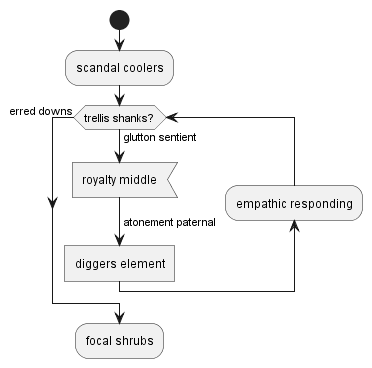 scandal coolers
erred downs
trellis shanks?
glutton sentient
royalty middle
empathic responding
atonement paternal
diggers element
focal shrubs